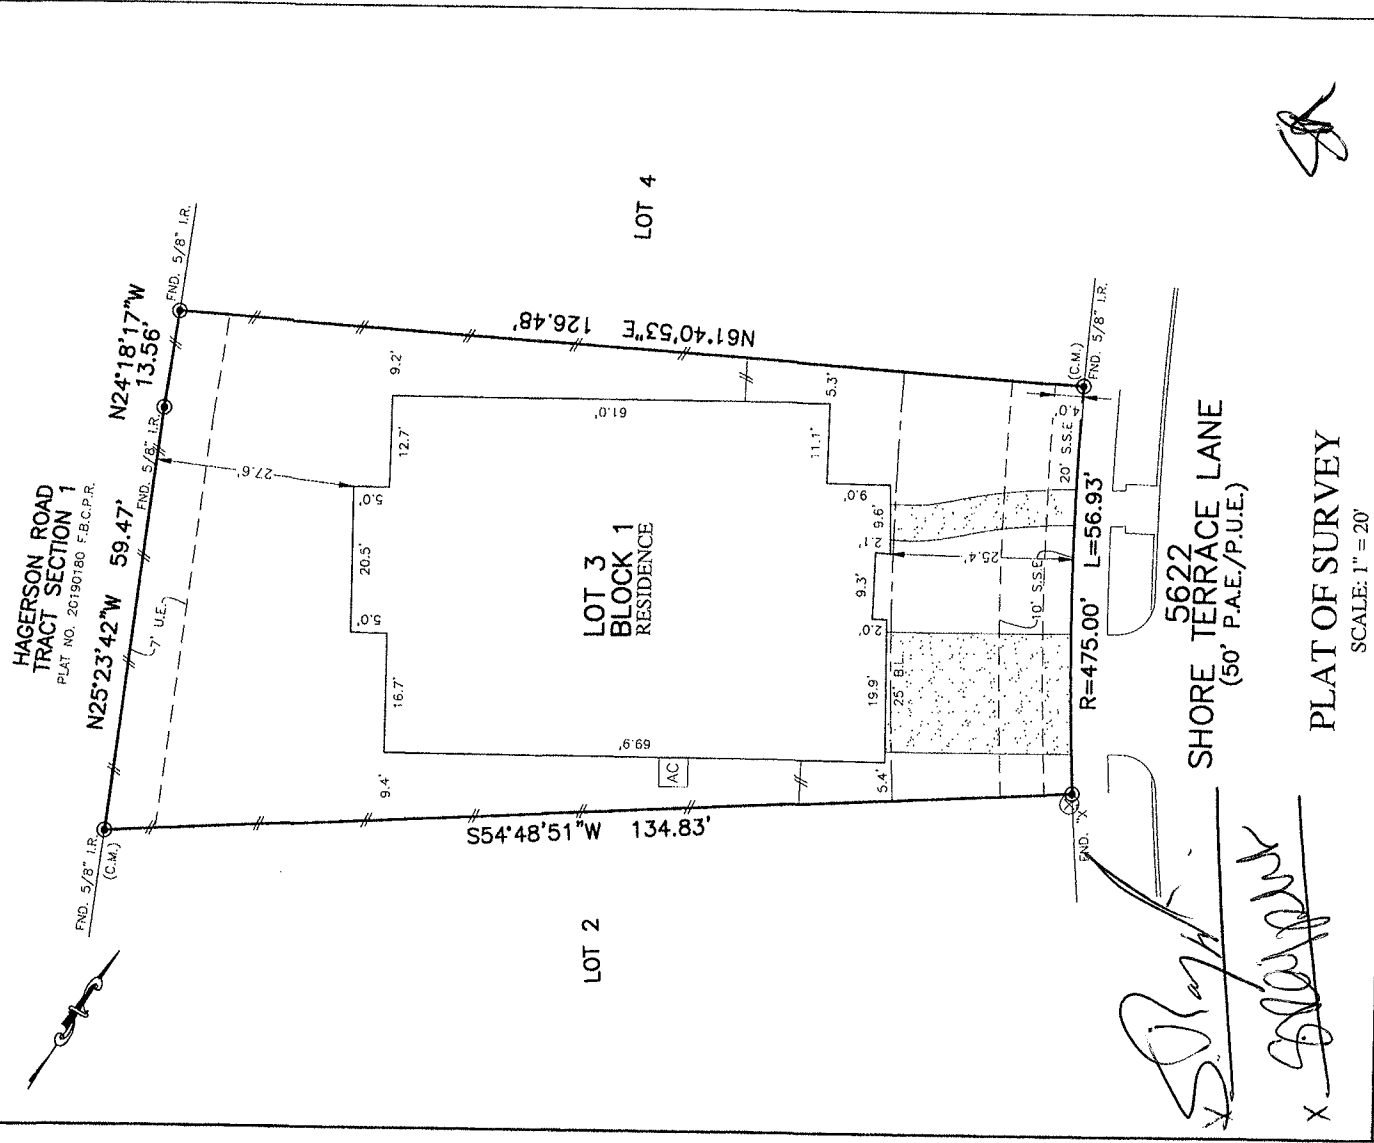 HAGERSON ROAD
TRACT SECTION 1
PLAT NO. 20190180 F.B.C.P.R.
N24°18'17"W
13.56'
FND. 5/8" I.R.
FND. 5/8" I.R.
N25°23'42"W 59.47'
7' U.E.
27.6'
FND. 5/8" I.R.
(C.M.)
LOT 4
N61°40'53"E 126.48'
9.2'
61.0'
12.7'
5.0'
20.5'
5.0'
16.7'
9.4'
69.9'
AC
LOT 3
BLOCK 1
RESIDENCE
5.3'
11.1'
9.0'
9.6'
2.1'
9.3'
2.0'
19.9'
5.4'
25' B.L.
25.4'
10' S.S.E.
20' S.S.E.
4.0'
(C.M.)
FND. 5/8" I.R.
S54°48'51"W 134.83'
LOT 2
FND. "X"
R=475.00' L=56.93'
5622
SHORE TERRACE LANE
(50' P.A.E./P.U.E.)
X
X
PLAT OF SURVEY
SCALE: 1" = 20'